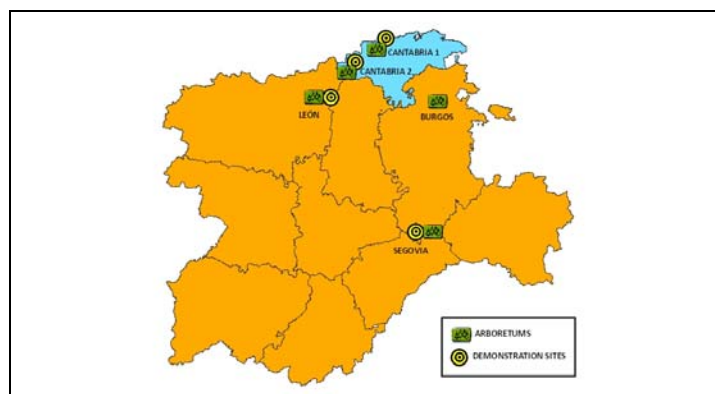 CANTABRIA 1
CANTABRIA 2
LEÓN
BURGOS
SEGOVIA
ARBORETUMS
DEMONSTRATION SITES